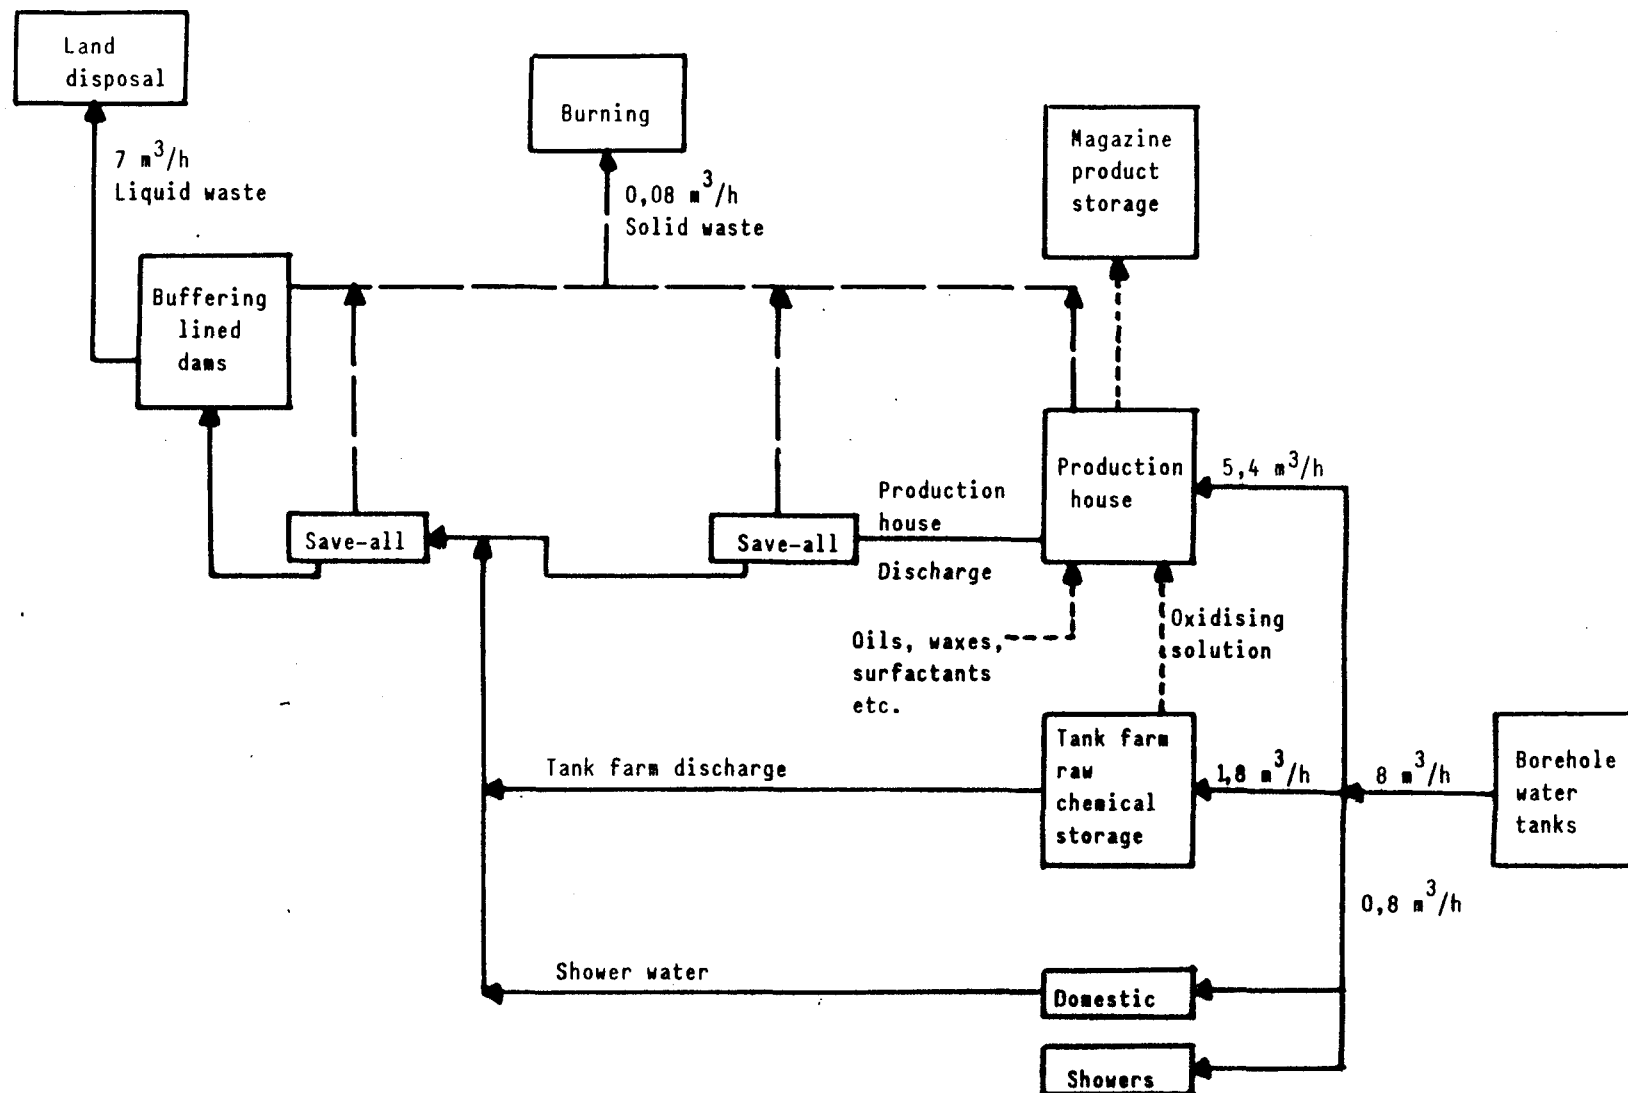 Land
disposal
Burning
Magazine
product
storage
7 m³/h
Liquid waste
0,08 m³/h
Solid waste
Buffering
lined
dams
Production
house
5,4 m³/h
Production
house
Discharge
Save-all
Save-all
Oils, waxes,
surfactants
etc.
Oxidising
solution
Tank farm
raw
chemical
storage
Tank farm discharge
1,8 m³/h
8 m³/h
Borehole
water
tanks
0,8 m³/h
Shower water
Domestic
Showers